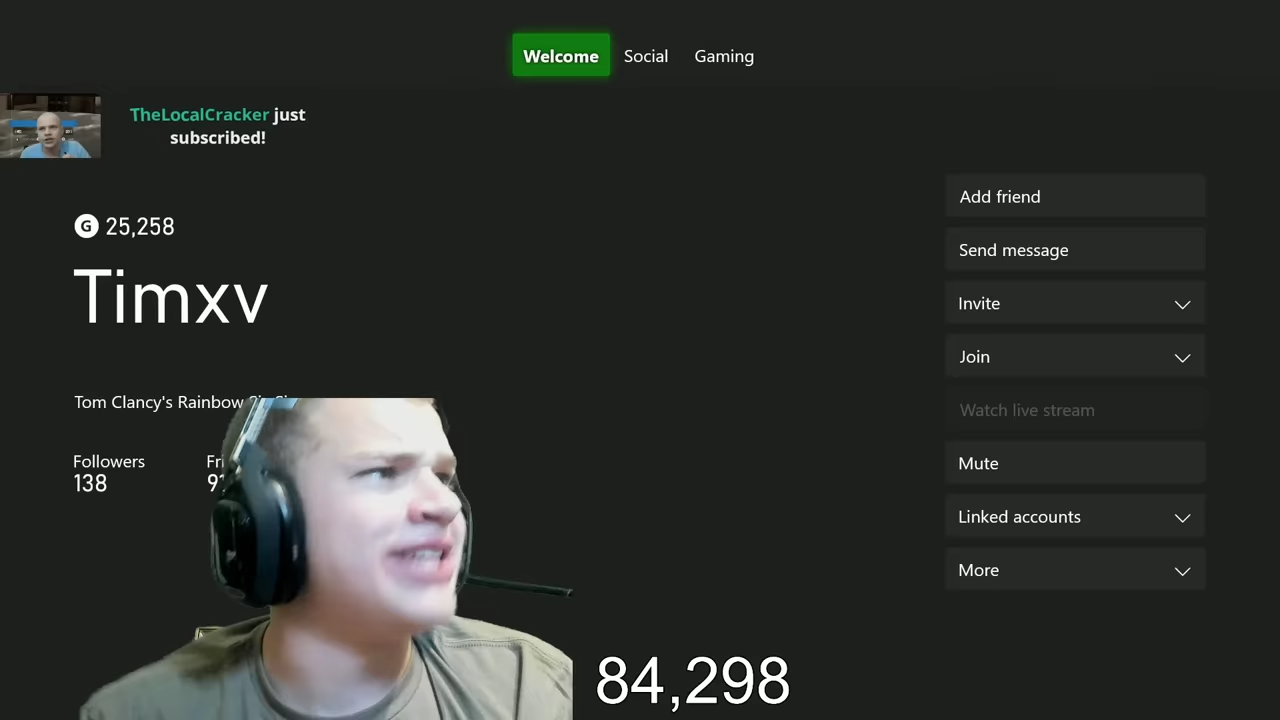 Welcome Social Gaming
TheLocalCracker just
subscribed!
G 25,258
Timxv
Tom Clancy's Rainbow
Followers
138
Add friend
Send message
Invite
Join
Watch live stream
Mute
Linked accounts
More
84,298